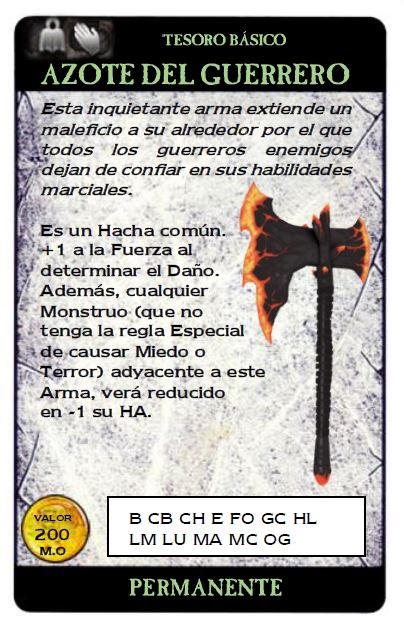 TESORO BÁSICO
AZOTE DEL GUERRERO
Esta inquietante arma extiende un
maleficio a su alrededor por el que
todos los guerreros enemigos
dejan de confiar en sus habilidades
marciales.
Es un Hacha común.
+1 a la Fuerza al
determinar el Daño.
Además, cualquier
Monstruo (que no
tenga la regla Especial
de causar Miedo o
Terror) adyacente a este
Arma, verá reducido
en -1 su HA.
VALOR
200
M.O
B CB CH E FO GC HL
LM LU MA MC OG
PERMANENTE